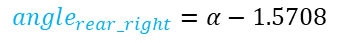 angle_rear_right = α − 1.5708